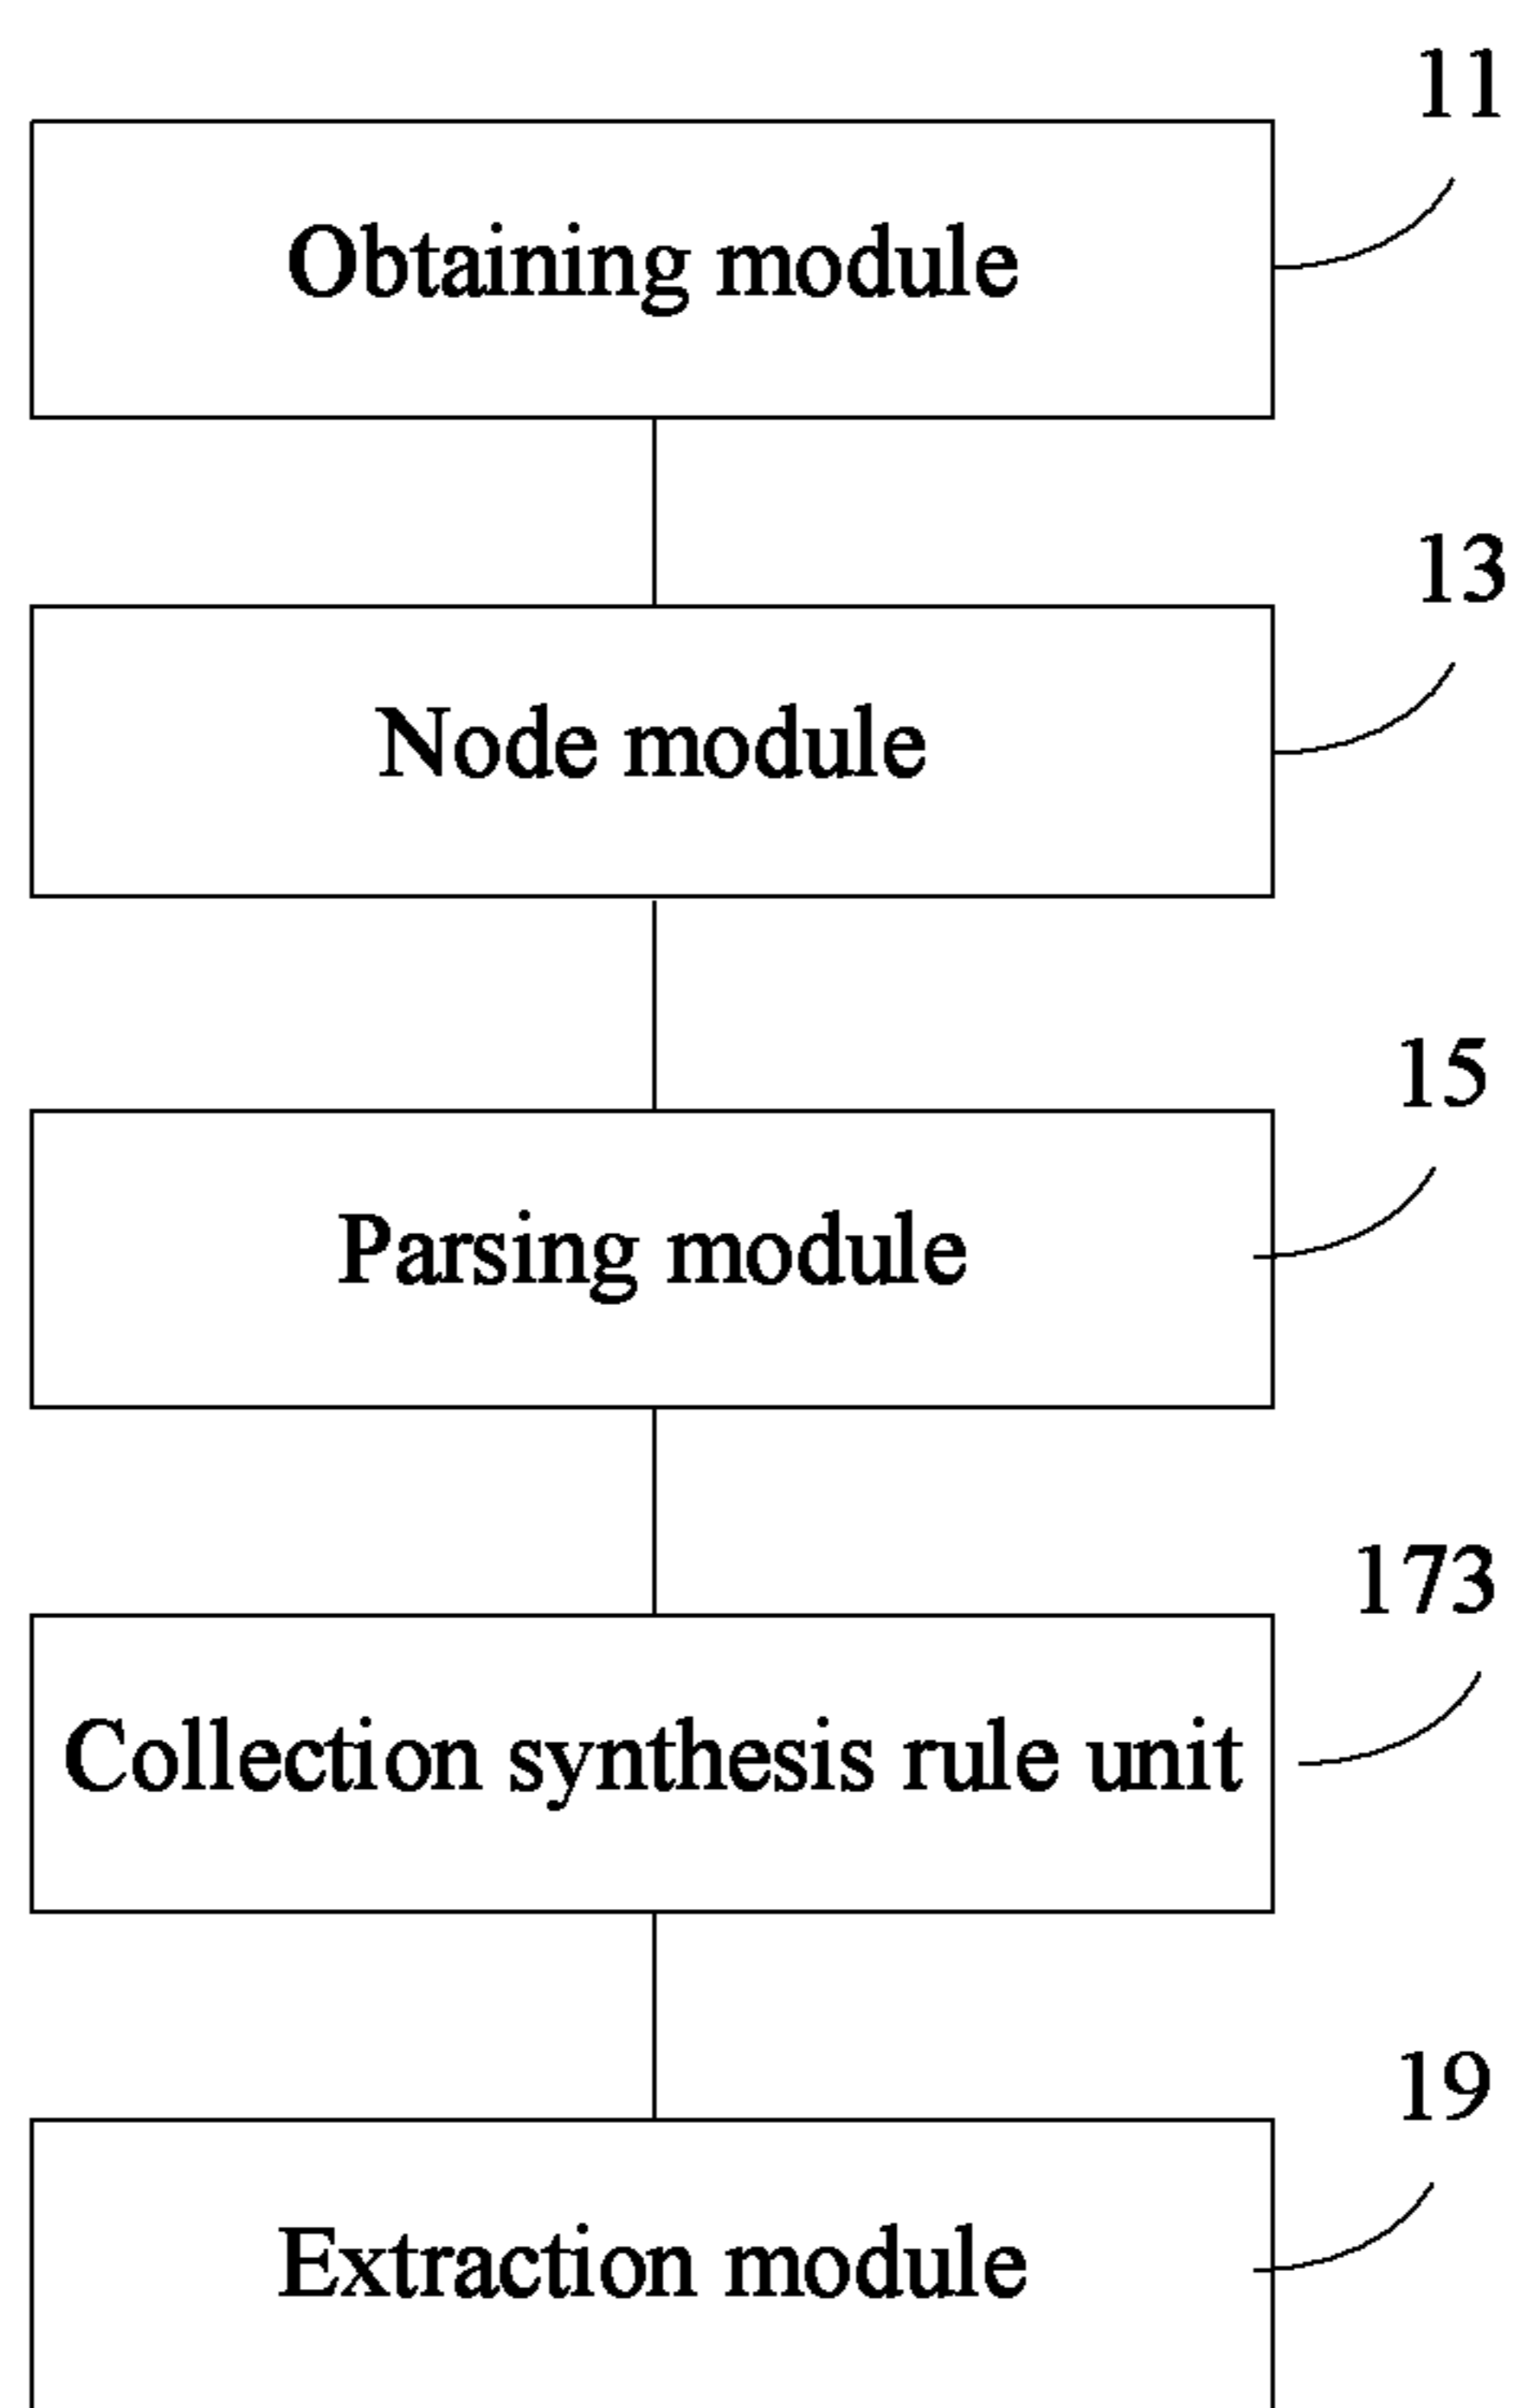 11
Obtaining module
13
Node module
15
Parsing module
173
Collection synthesis rule unit
19
Extraction module